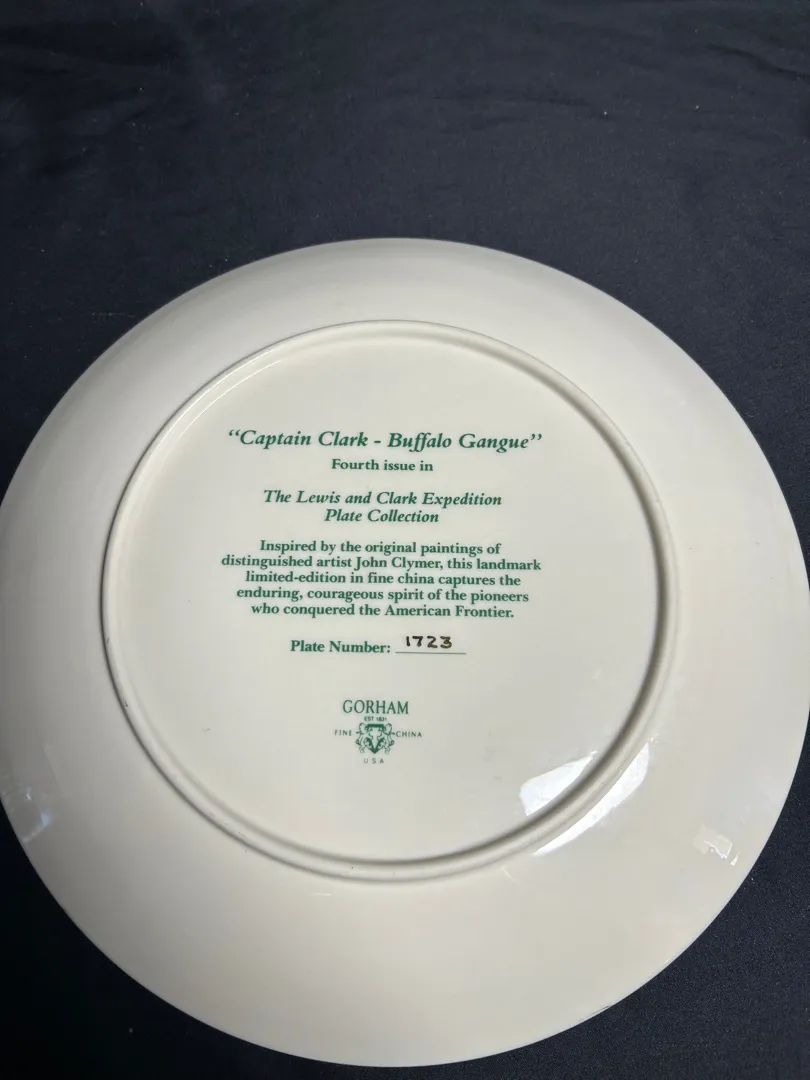 “Captain Clark - Buffalo Gangue”
Fourth issue in
The Lewis and Clark Expedition
Plate Collection
Inspired by the original paintings of
distinguished artist John Clymer, this landmark
limited-edition in fine china captures the
enduring, courageous spirit of the pioneers
who conquered the American Frontier.
Plate Number: 1723
GORHAM
EST 1831
FINE CHINA
USA